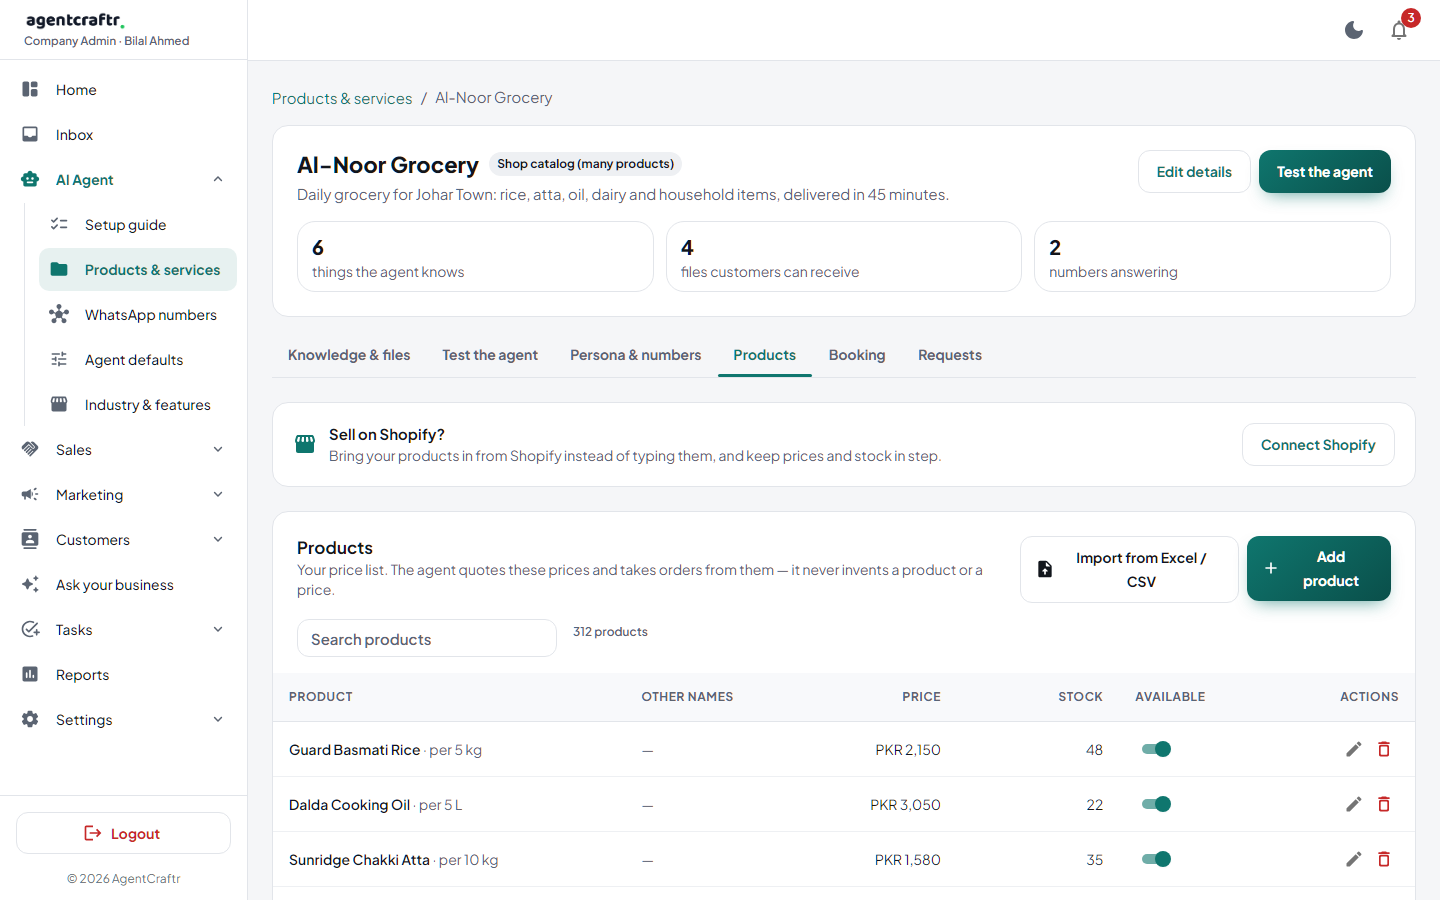 agentcraftr.
Company Admin · Bilal Ahmed
3
Home
Inbox
AI Agent
Setup guide
Products & services
WhatsApp numbers
Agent defaults
Industry & features
Sales
Marketing
Customers
Ask your business
Tasks
Reports
Settings
Logout
© 2026 AgentCraftr
Products & services / Al-Noor Grocery
Al-Noor Grocery Shop catalog (many products)
Daily grocery for Johar Town: rice, atta, oil, dairy and household items, delivered in 45 minutes.
Edit details
Test the agent
6
things the agent knows
4
files customers can receive
2
numbers answering
Knowledge & files Test the agent Persona & numbers Products Booking Requests
Sell on Shopify?
Bring your products in from Shopify instead of typing them, and keep prices and stock in step.
Connect Shopify
Products
Your price list. The agent quotes these prices and takes orders from them — it never invents a product or a
price.
Import from Excel /
CSV
Add
product
Search products
312 products
PRODUCT OTHER NAMES PRICE STOCK AVAILABLE ACTIONS
Guard Basmati Rice · per 5 kg — PKR 2,150 48
Dalda Cooking Oil · per 5 L — PKR 3,050 22
Sunridge Chakki Atta · per 10 kg — PKR 1,580 35